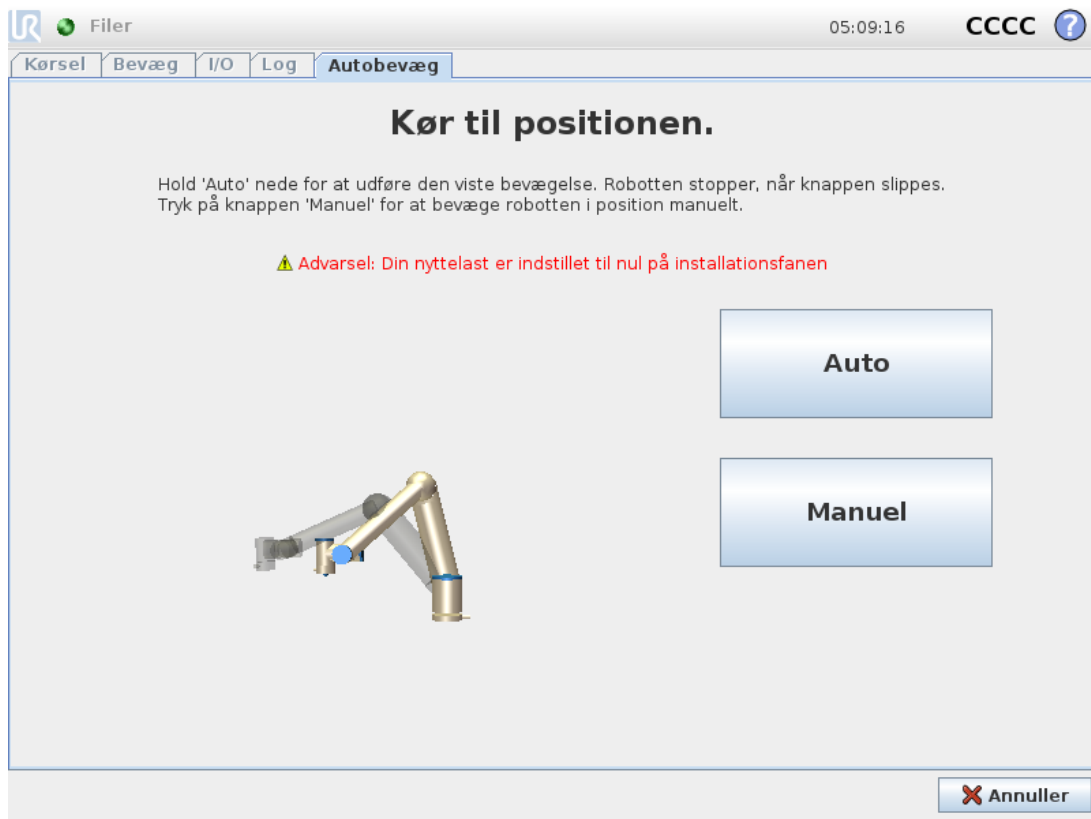 UR Filer 05:09:16 CCCC ?
Kørsel Bevæg I/O Log Autobevæg
Kør til positionen.
Hold 'Auto' nede for at udføre den viste bevægelse. Robotten stopper, når knappen slippes.
Tryk på knappen 'Manuel' for at bevæge robotten i position manuelt.
Advarsel: Din nyttelast er indstillet til nul på installationsfanen
Auto
Manuel
Annuller